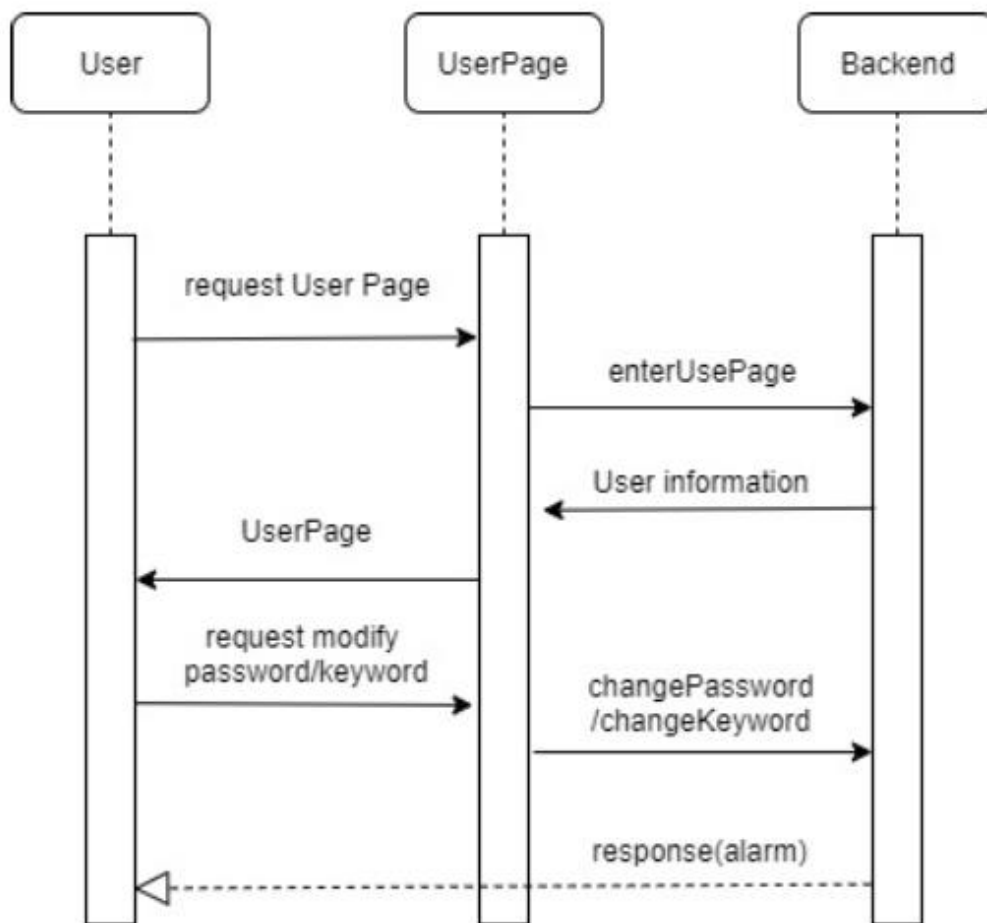 User
UserPage
Backend
request User Page
enterUsePage
User information
UserPage
request modify
password/keyword
changePassword
/changeKeyword
response(alarm)